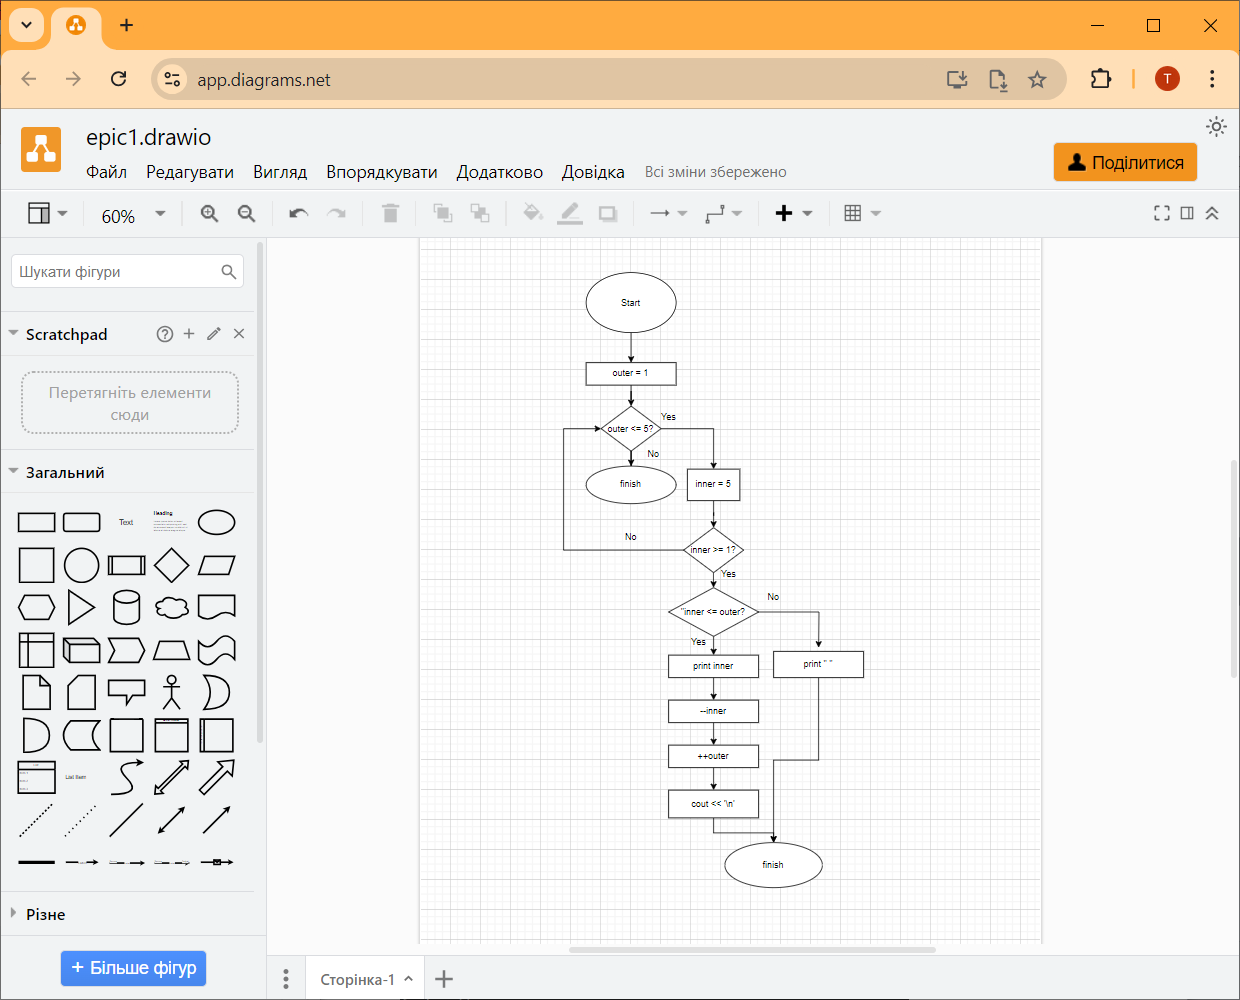 app.diagrams.net
T
epic1.drawio
Файл Редагувати Вигляд Впорядкувати Додатково Довідка Всі зміни збережено
Поділитися
60%
Шукати фігури
Scratchpad
Перетягніть елементи
сюди
Загальний
Text
Heading
List Item
Різне
+ Більше фігур
Start
outer = 1
outer <= 5?
Yes
No
finish
inner = 5
No
inner >= 1?
Yes
"inner <= outer?
No
Yes
print inner
print " "
--inner
++outer
cout << '\n'
finish
Сторінка-1